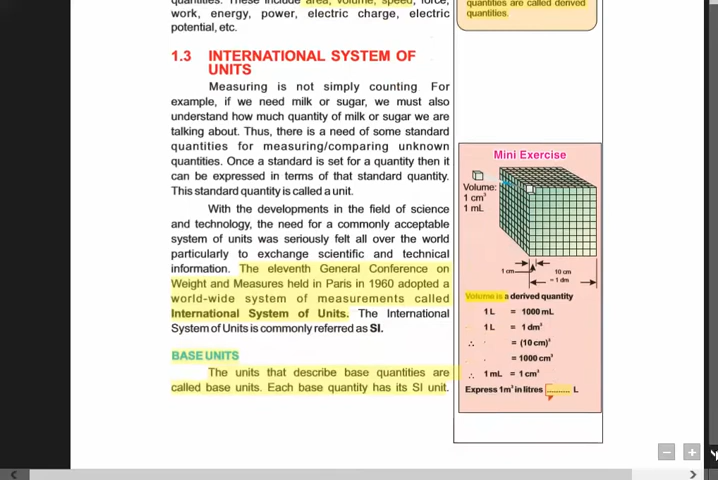 quantities. These include area, volume, speed, force,
work, energy, power, electric charge, electric
potential, etc.
1.3 INTERNATIONAL SYSTEM OF
UNITS
Measuring is not simply counting For
example, if we need milk or sugar, we must also
understand how much quantity of milk or sugar we are
talking about. Thus, there is a need of some standard
quantities for measuring/comparing unknown
quantities. Once a standard is set for a quantity then it
can be expressed in terms of that standard quantity.
This standard quantity is called a unit.
With the developments in the field of science
and technology, the need for a commonly acceptable
system of units was seriously felt all over the world
particularly to exchange scientific and technical
information. The eleventh General Conference on
Weight and Measures held in Paris in 1960 adopted a
world-wide system of measurements called
International System of Units. The International
System of Units is commonly referred as SI.
BASE UNITS
The units that describe base quantities are
called base units. Each base quantity has its SI unit.
quantities are called derived
quantities.
Mini Exercise
Volume:
1 cm³
1 mL
1 cm
10 cm
= 1 dm
Volume is a derived quantity
1 L = 1000 mL
1 L = 1 dm³
∴ = (10 cm)³
= 1000 cm³
∴ 1 mL = 1 cm³
Express 1m³ in litres .......... L